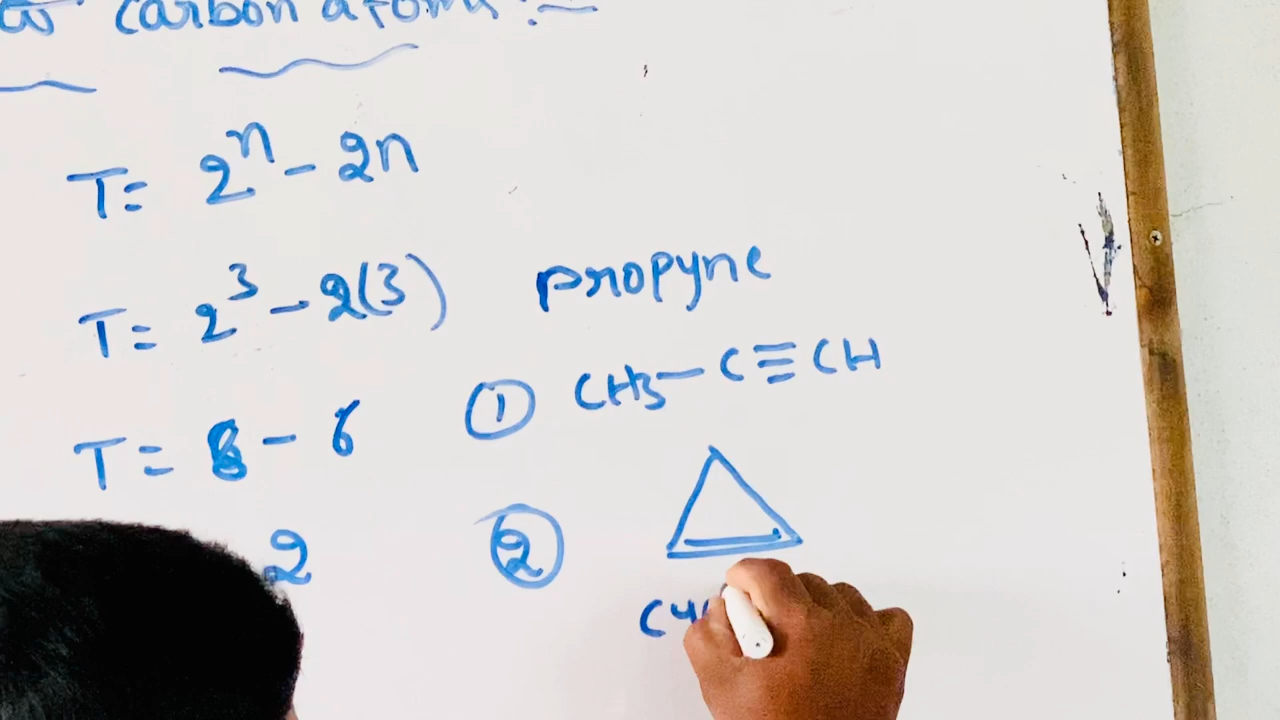 carbon atoms :-
T= 2ⁿ - 2n
T= 2³ - 2(3)
T= 8 - 6
2
propyne
① CH3-C≡CH
②